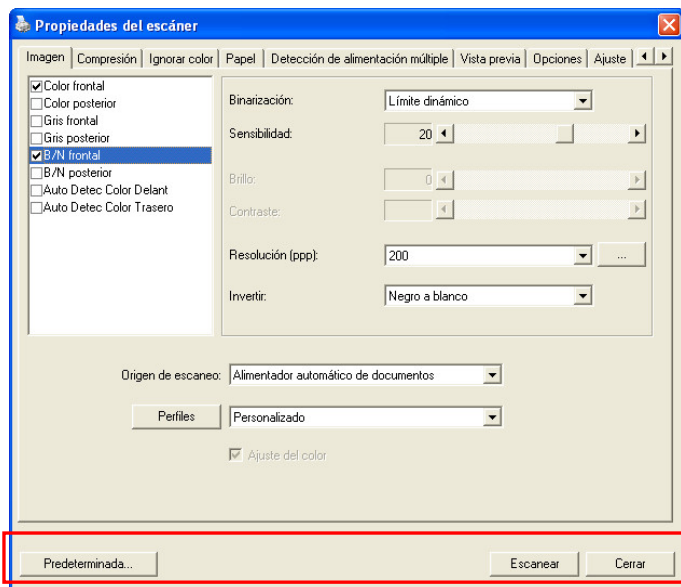 Propiedades del escáner
Imagen Compresión Ignorar color Papel Detección de alimentación múltiple Vista previa Opciones Ajuste
Color frontal
Color posterior
Gris frontal
Gris posterior
B/N frontal
B/N posterior
Auto Detec Color Delant
Auto Detec Color Trasero
Binarización: Límite dinámico
Sensibilidad: 20
Brillo: 0
Contraste:
Resolución (ppp): 200 ...
Invertir: Negro a blanco
Origen de escaneo: Alimentador automático de documentos
Perfiles Personalizado
Ajuste del color
Predeterminada... Escanear Cerrar